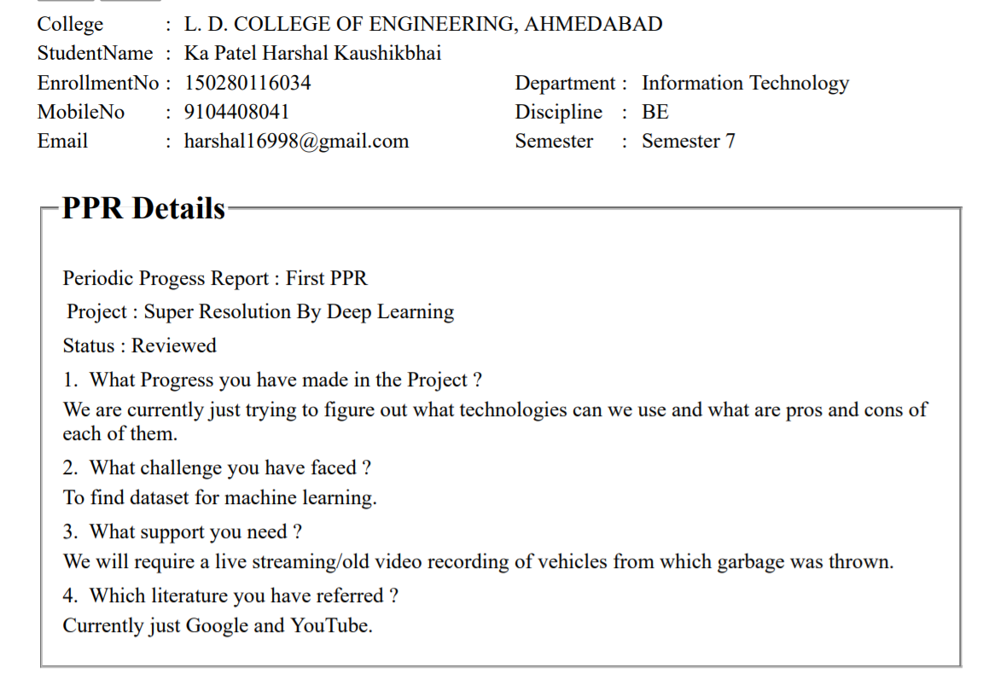 College : L. D. COLLEGE OF ENGINEERING, AHMEDABAD
StudentName : Ka Patel Harshal Kaushikbhai
EnrollmentNo : 150280116034 Department : Information Technology
MobileNo : 9104408041 Discipline : BE
Email : harshal16998@gmail.com Semester : Semester 7
PPR Details
Periodic Progess Report : First PPR
Project : Super Resolution By Deep Learning
Status : Reviewed
1. What Progress you have made in the Project ?
We are currently just trying to figure out what technologies can we use and what are pros and cons of
each of them.
2. What challenge you have faced ?
To find dataset for machine learning.
3. What support you need ?
We will require a live streaming/old video recording of vehicles from which garbage was thrown.
4. Which literature you have referred ?
Currently just Google and YouTube.